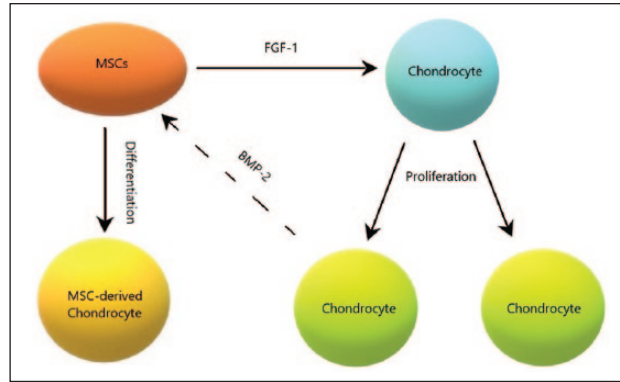 FGF-1
MSCs
Chondrocyte
Differentiation
BMP-2
Proliferation
MSC-derived
Chondrocyte
Chondrocyte
Chondrocyte